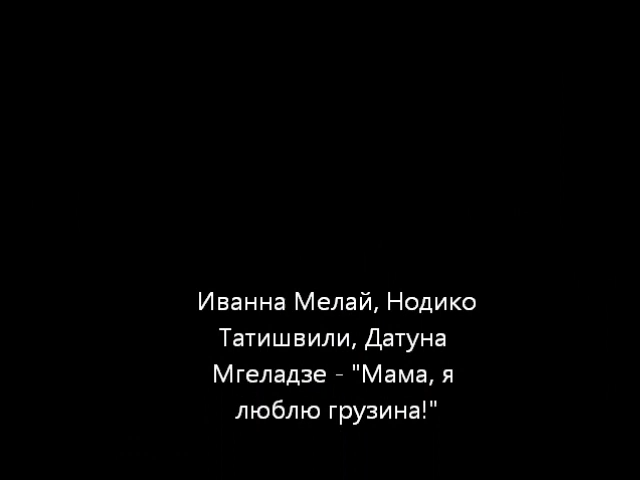 Иванна Мелай, Нодико
Татишвили, Датуна
Мгеладзе - "Мама, я
люблю грузина!"